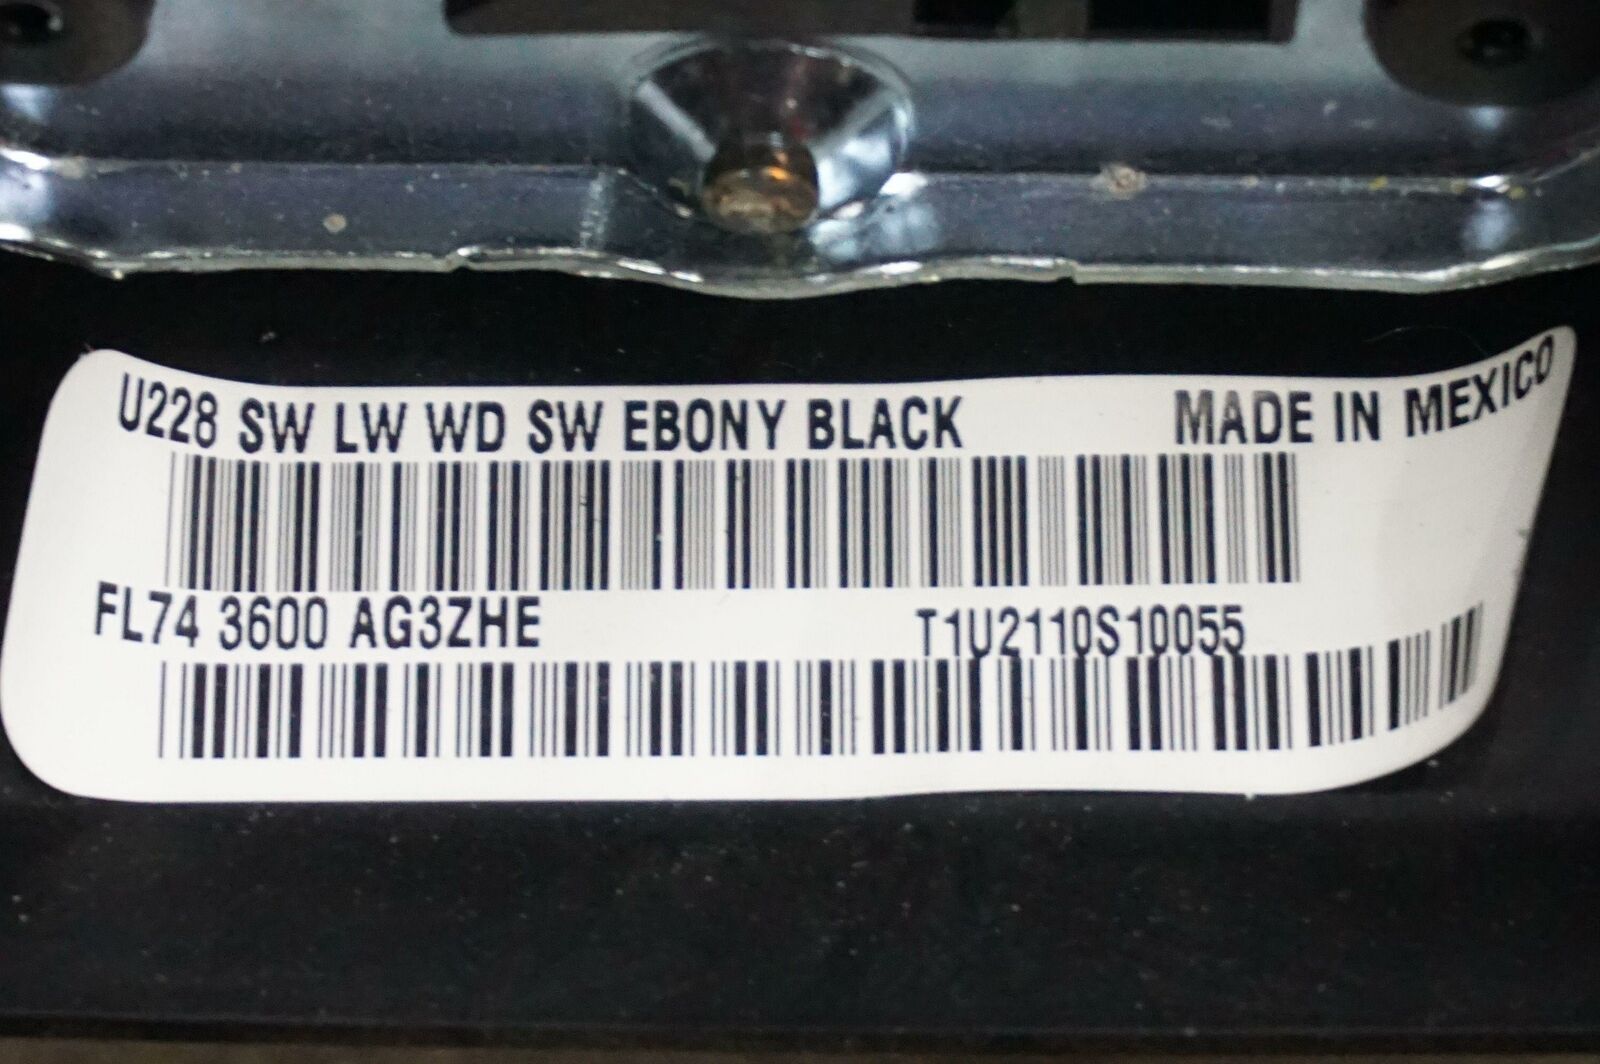 U228 SW LW WD SW EBONY BLACK MADE IN MEXICO
FL74 3600 AG3ZHE T1U2110S10055